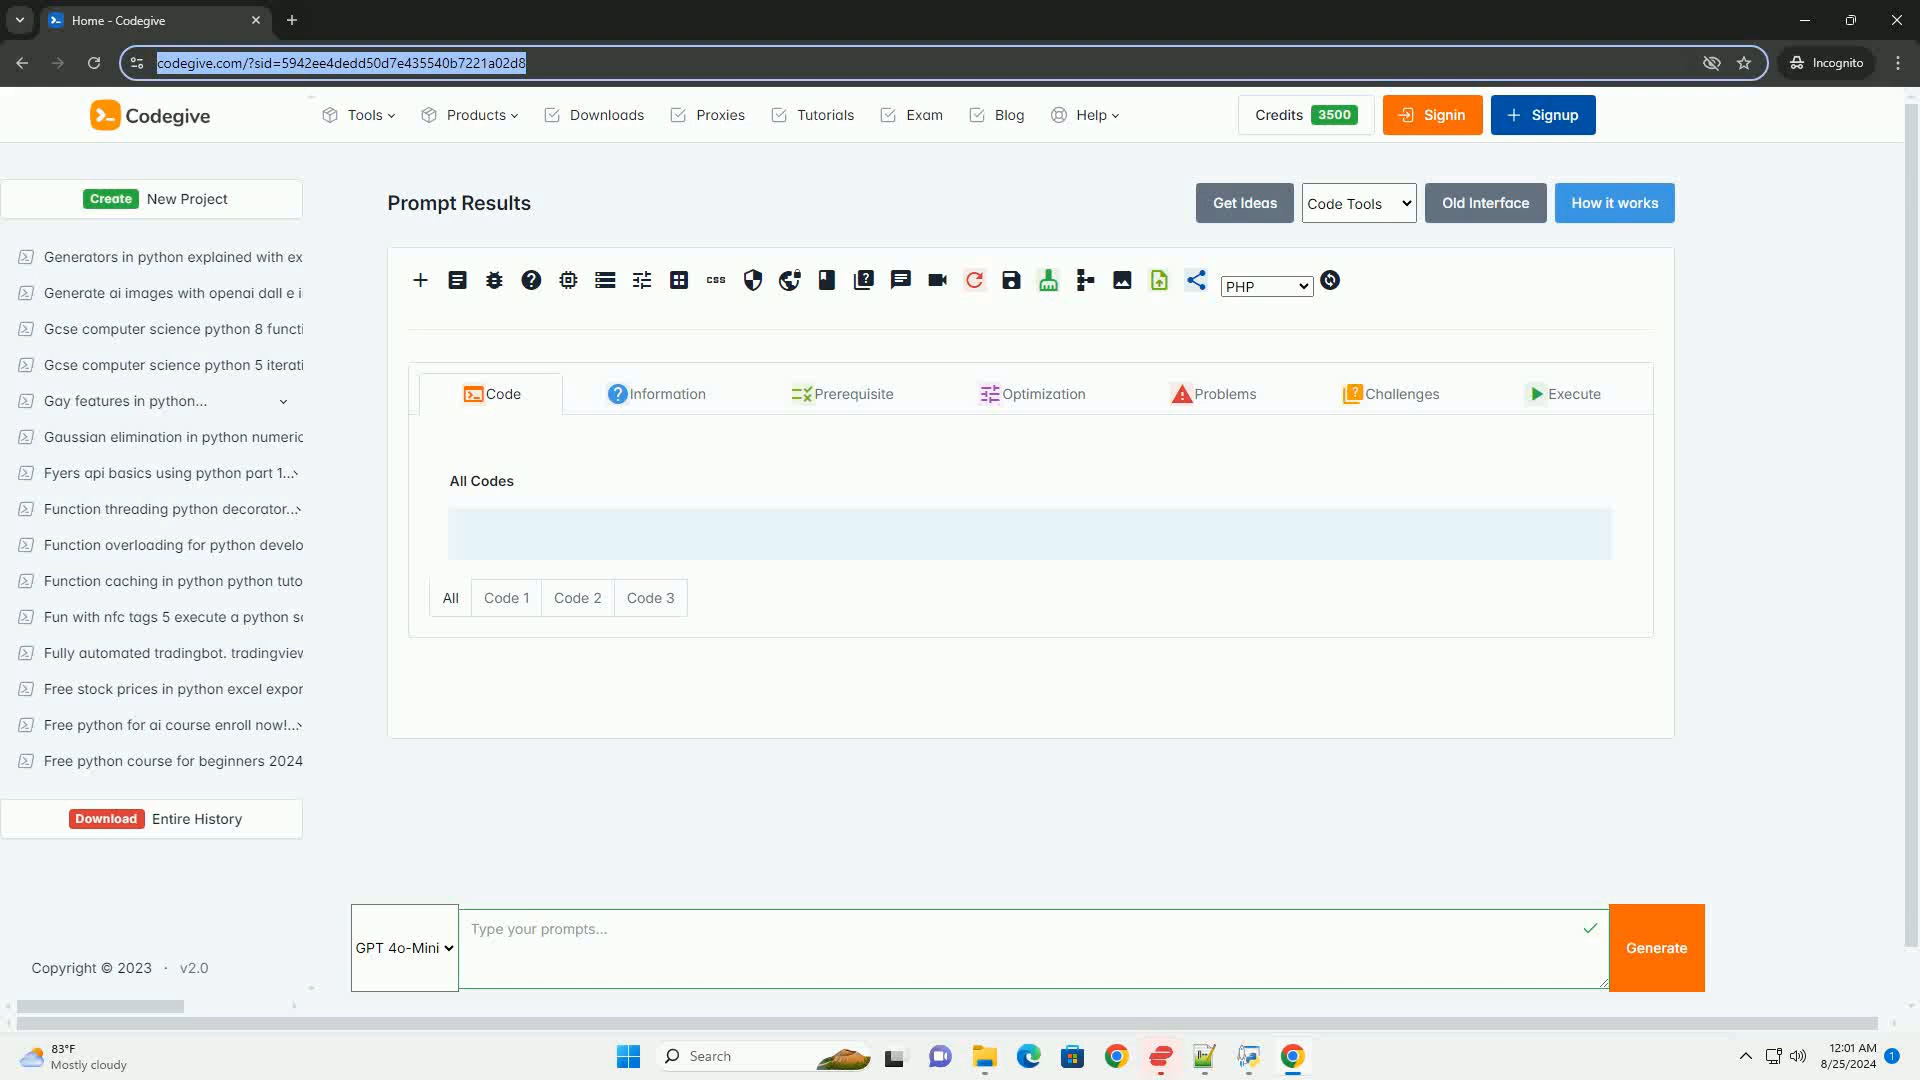 Home - Codegive
codegive.com/?sid=5942ee4dedd50d7e435540b7221a02d8
Incognito
Codegive
Tools
Products
Downloads
Proxies
Tutorials
Exam
Blog
Help
Credits 3500
Signin
Signup
Create New Project
Generators in python explained with ex
Generate ai images with openai dall e i
Gcse computer science python 8 functi
Gcse computer science python 5 iterati
Gay features in python...
Gaussian elimination in python numeric
Fyers api basics using python part 1...
Function threading python decorator...
Function overloading for python develo
Function caching in python python tuto
Fun with nfc tags 5 execute a python sc
Fully automated tradingbot. tradingview
Free stock prices in python excel expor
Free python for ai course enroll now!...
Free python course for beginners 2024
Download Entire History
Copyright © 2023 · v2.0
Prompt Results
Get Ideas
Code Tools
Old Interface
How it works
css
PHP
Code
Information
Prerequisite
Optimization
Problems
Challenges
Execute
All Codes
All
Code 1
Code 2
Code 3
GPT 4o-Mini
Type your prompts...
Generate
83°F
Mostly cloudy
Search
12:01 AM
8/25/2024
1